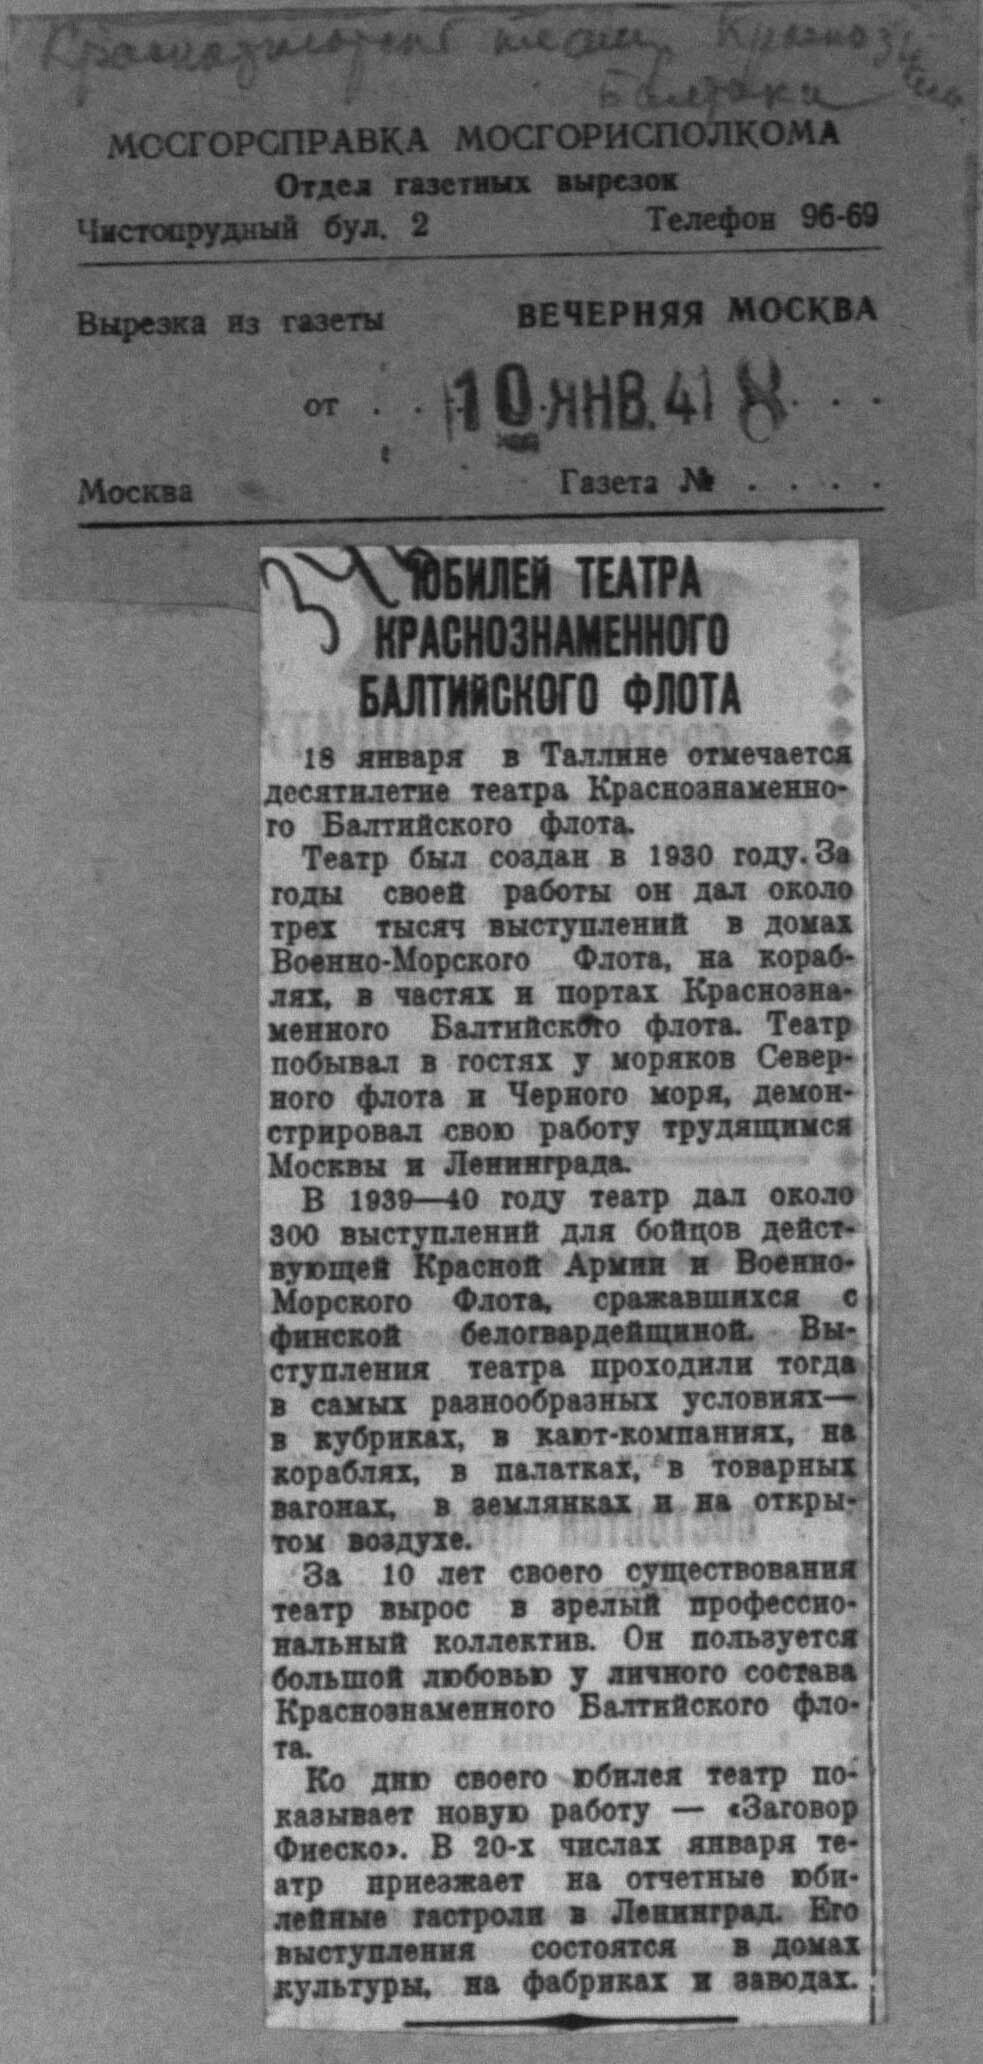 МОСГОРСПРАВКА МОСГОРИСПОЛКОМА
Отдел газетных вырезок
Чистопрудный бул. 2 Телефон 96-69
Вырезка из газеты ВЕЧЕРНЯЯ МОСКВА
от . . 10 ЯНВ. 41 8 . . .
Москва Газета № . . . .
ЮБИЛЕЙ ТЕАТРА
КРАСНОЗНАМЕННОГО
БАЛТИЙСКОГО ФЛОТА
18 января в Таллине отмечается
десятилетие театра Краснознаменно-
го Балтийского флота.
Театр был создан в 1930 году. За
годы своей работы он дал около
трех тысяч выступлений в домах
Военно-Морского Флота, на кораб-
лях, в частях и портах Краснозна-
менного Балтийского флота. Театр
побывал в гостях у моряков Север-
ного флота и Черного моря, демон-
стрировал свою работу трудящимся
Москвы и Ленинграда.
В 1939—40 году театр дал около
300 выступлений для бойцов дейст-
вующей Красной Армии и Военно-
Морского Флота, сражавшихся с
финской белогвардейщиной. Вы-
ступления театра проходили тогда
в самых разнообразных условиях—
в кубриках, в кают-компаниях, на
кораблях, в палатках, в товарных
вагонах, в землянках и на откры-
том воздухе.
За 10 лет своего существования
театр вырос в зрелый профессио-
нальный коллектив. Он пользуется
большой любовью у личного состава
Краснознаменного Балтийского фло-
та.
Ко дню своего юбилея театр по-
казывает новую работу — «Заговор
Фиеско». В 20-х числах января те-
атр приезжает на отчетные юби-
лейные гастроли в Ленинград. Его
выступления состоятся в домах
культуры, на фабриках и заводах.